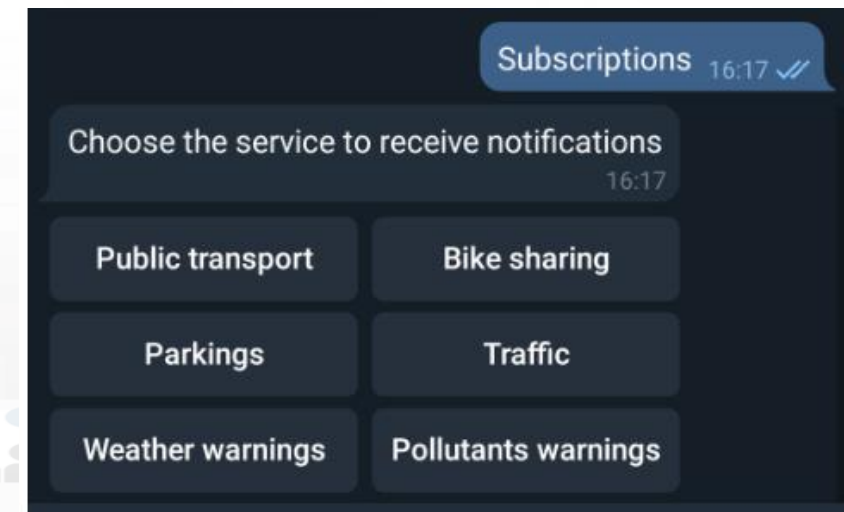 Subscriptions 16:17
Choose the service to receive notifications
16:17
Public transport
Bike sharing
Parkings
Traffic
Weather warnings
Pollutants warnings